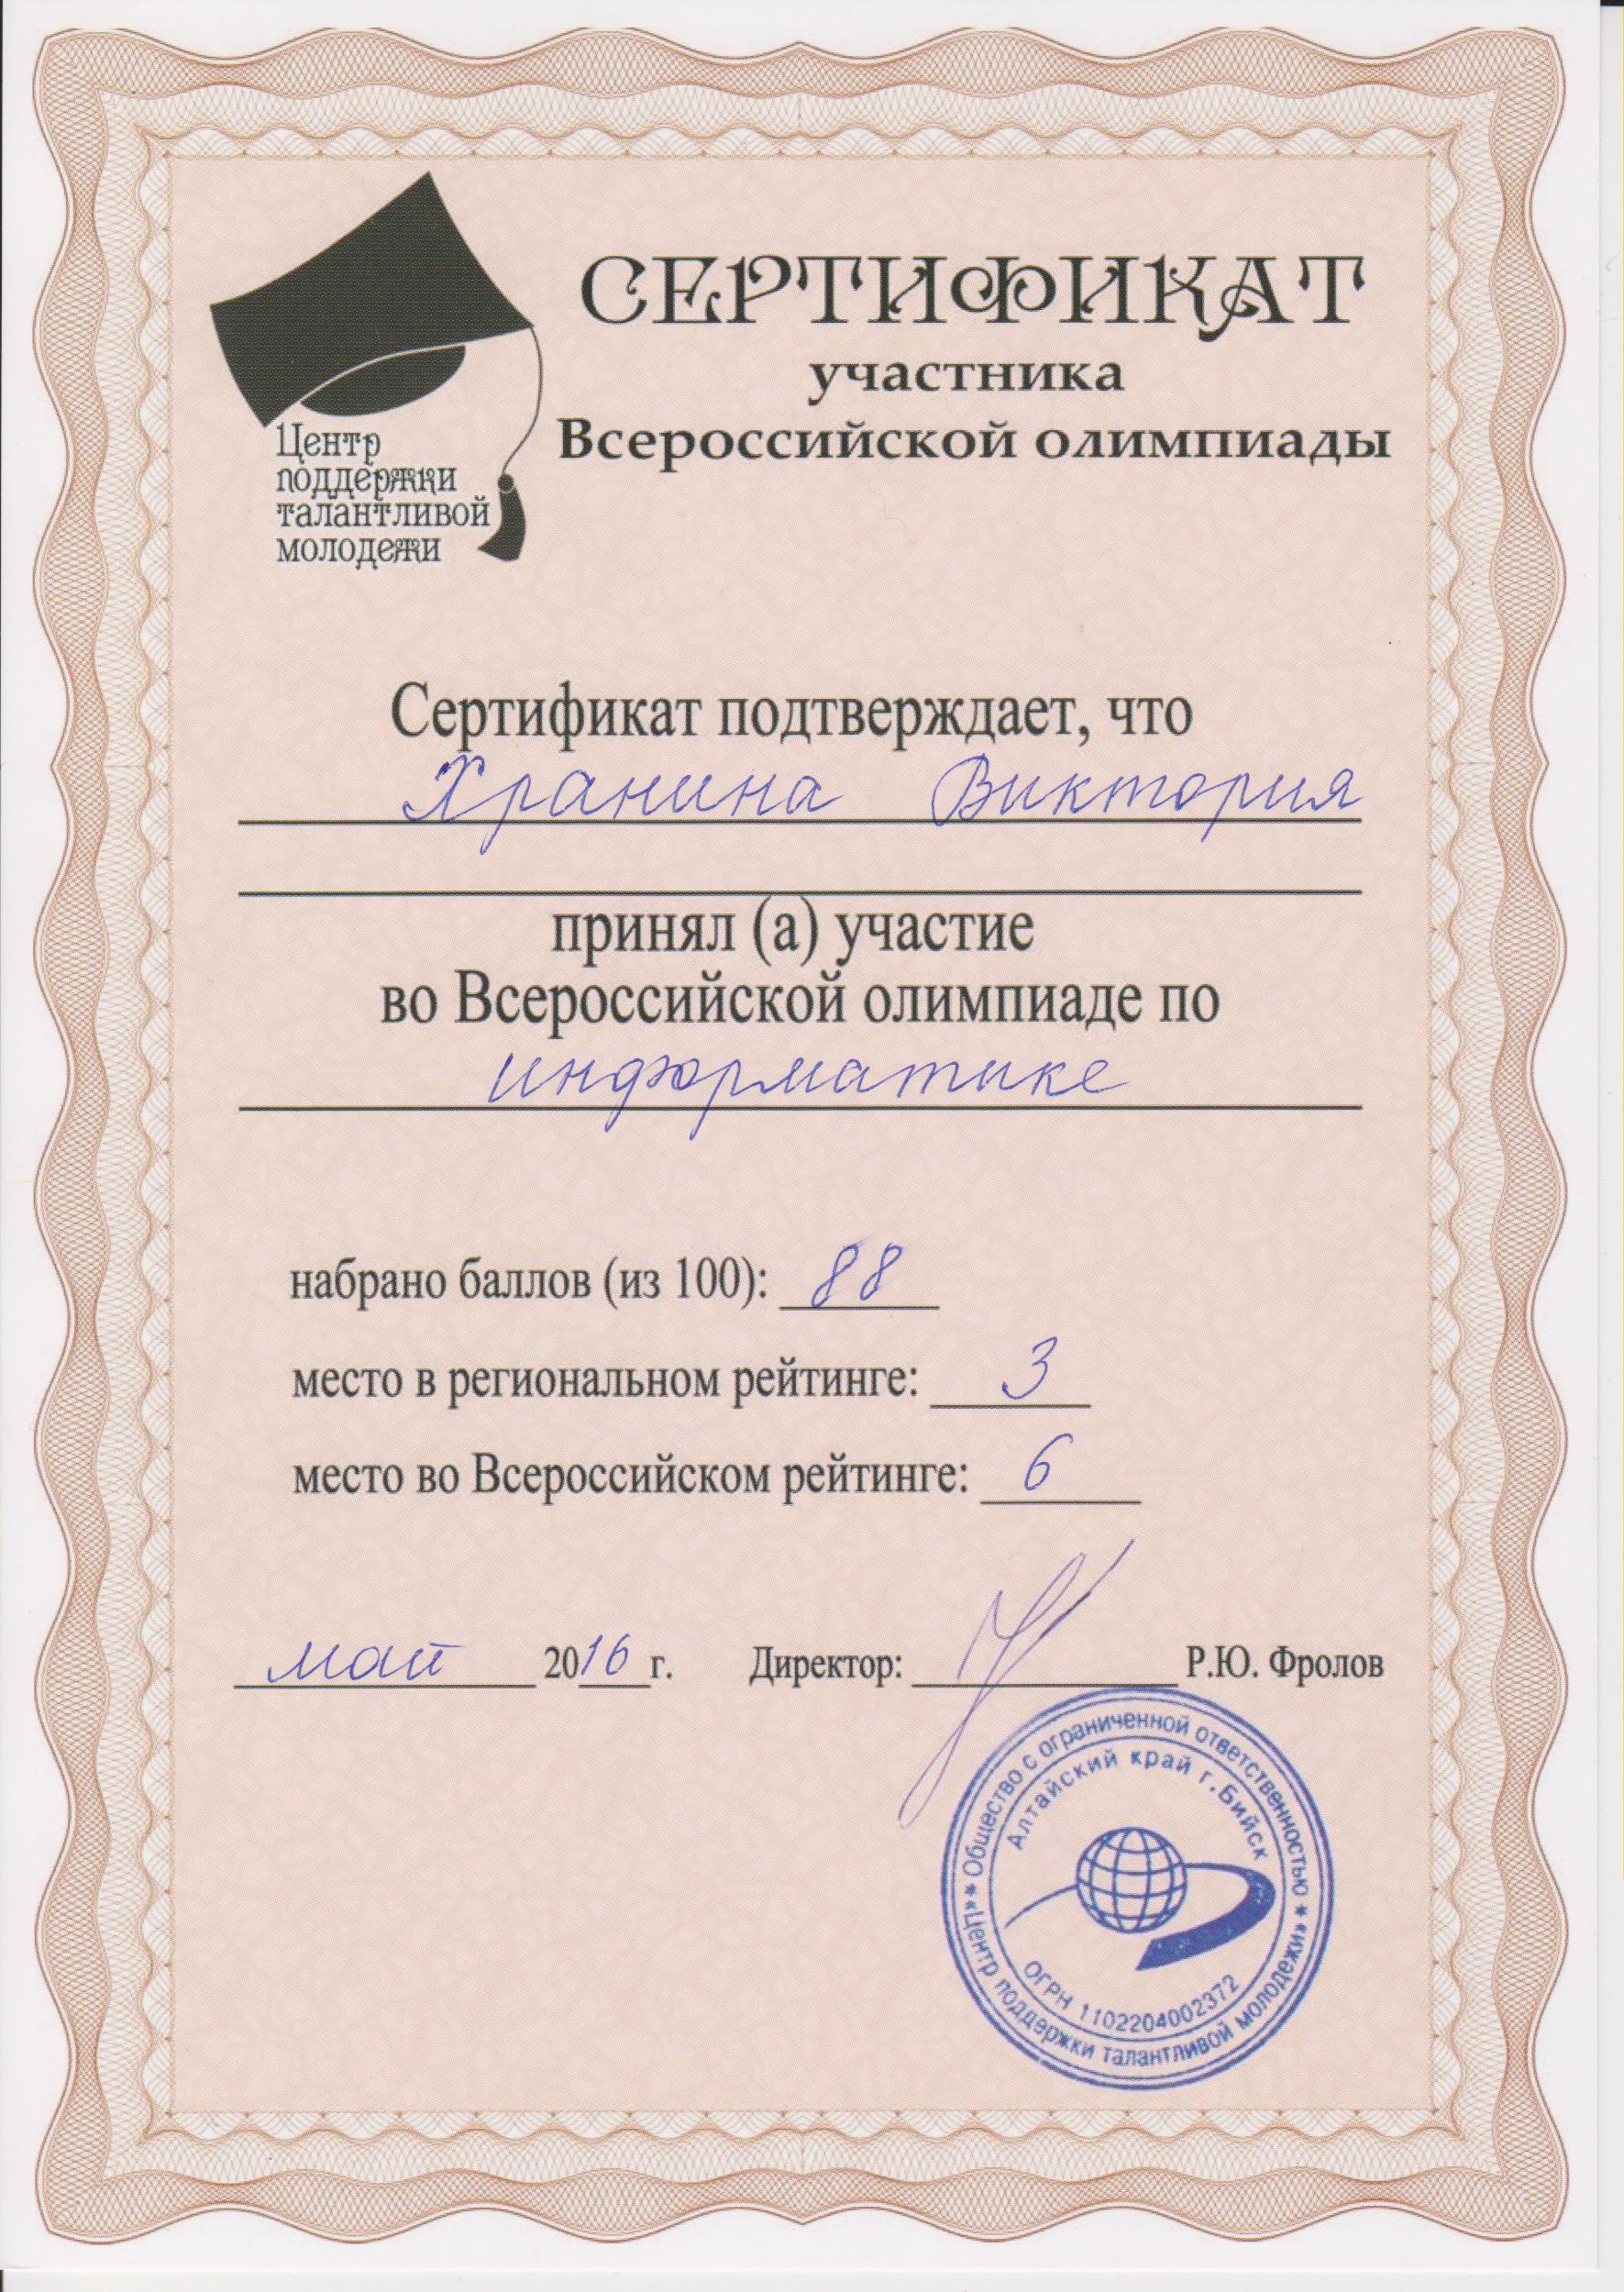 Центр
поддержки
талантливой
молодежи
СЕРТИФИКАТ
участника
Всероссийской олимпиады
Сертификат подтверждает, что
Хранина Виктория
принял (а) участие
во Всероссийской олимпиаде по
информатике
набрано баллов (из 100): 88
место в региональном рейтинге: 3
место во Всероссийском рейтинге: 6
май 2016 г. Директор: Р.Ю. Фролов
* Общество с ограниченной ответственностью *
«Центр поддержки талантливой молодежи»
Алтайский край г.Бийск
ОГРН 1102204002372